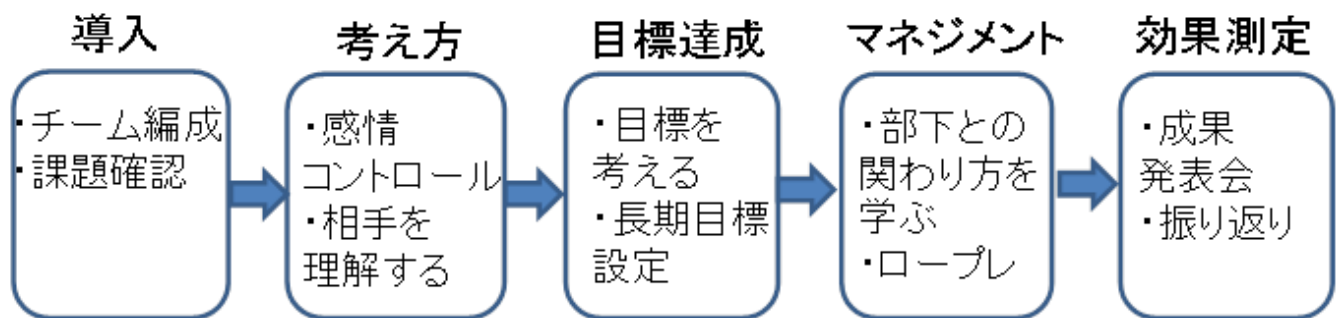 導入
・チーム編成
・課題確認
考え方
・感情
コントロール
・相手を
理解する
目標達成
・目標を
考える
・長期目標
設定
マネジメント
・部下との
関わり方を
学ぶ
・ロープレ
効果測定
・成果
発表会
・振り返り